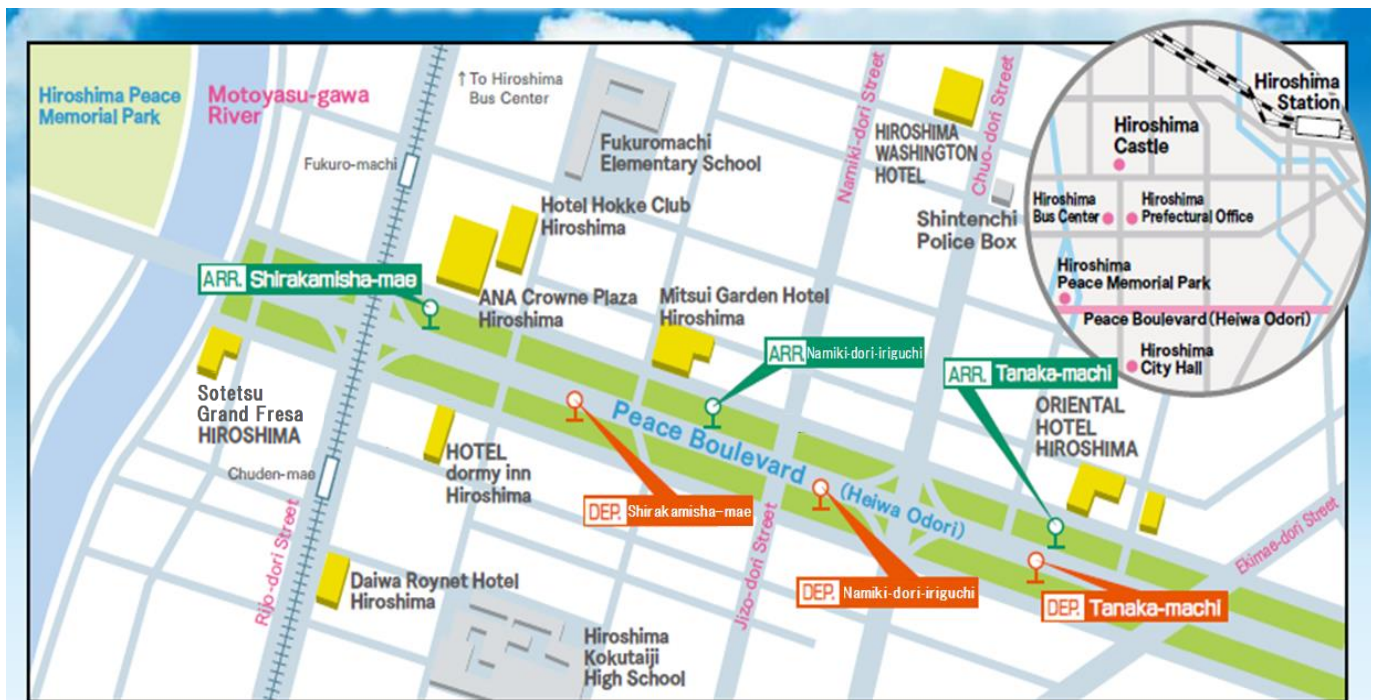 Hiroshima Peace
Memorial Park
Motoyasu-gawa
River
↑To Hiroshima
Bus Center
Fukuro-machi
Fukuromachi
Elementary School
Hotel Hokke Club
Hiroshima
Namiki-dori Street
HIROSHIMA
WASHINGTON
HOTEL
Chuo-dori Street
Shintenchi
Police Box
Hiroshima
Station
Hiroshima
Castle
Hiroshima
Bus Center
Hiroshima
Prefectural Office
Hiroshima
Peace Memorial Park
Peace Boulevard (Heiwa Odori)
Hiroshima
City Hall
ARR. Shirakamisha-mae
ANA Crowne Plaza
Hiroshima
Mitsui Garden Hotel
Hiroshima
ARR. Namiki-dori-iriguchi
ARR. Tanaka-machi
ORIENTAL
HOTEL
HIROSHIMA
Sotetsu
Grand Fresa
HIROSHIMA
Chuden-mae
HOTEL
dormy inn
Hiroshima
Peace Boulevard (Heiwa Odori)
DEP. Shirakamisha-mae
Rijo-dori Street
Jizo-dori Street
Ekimae-dori Street
DEP. Namiki-dori-iriguchi
DEP. Tanaka-machi
Daiwa Roynet Hotel
Hiroshima
Hiroshima
Kokutaiji
High School